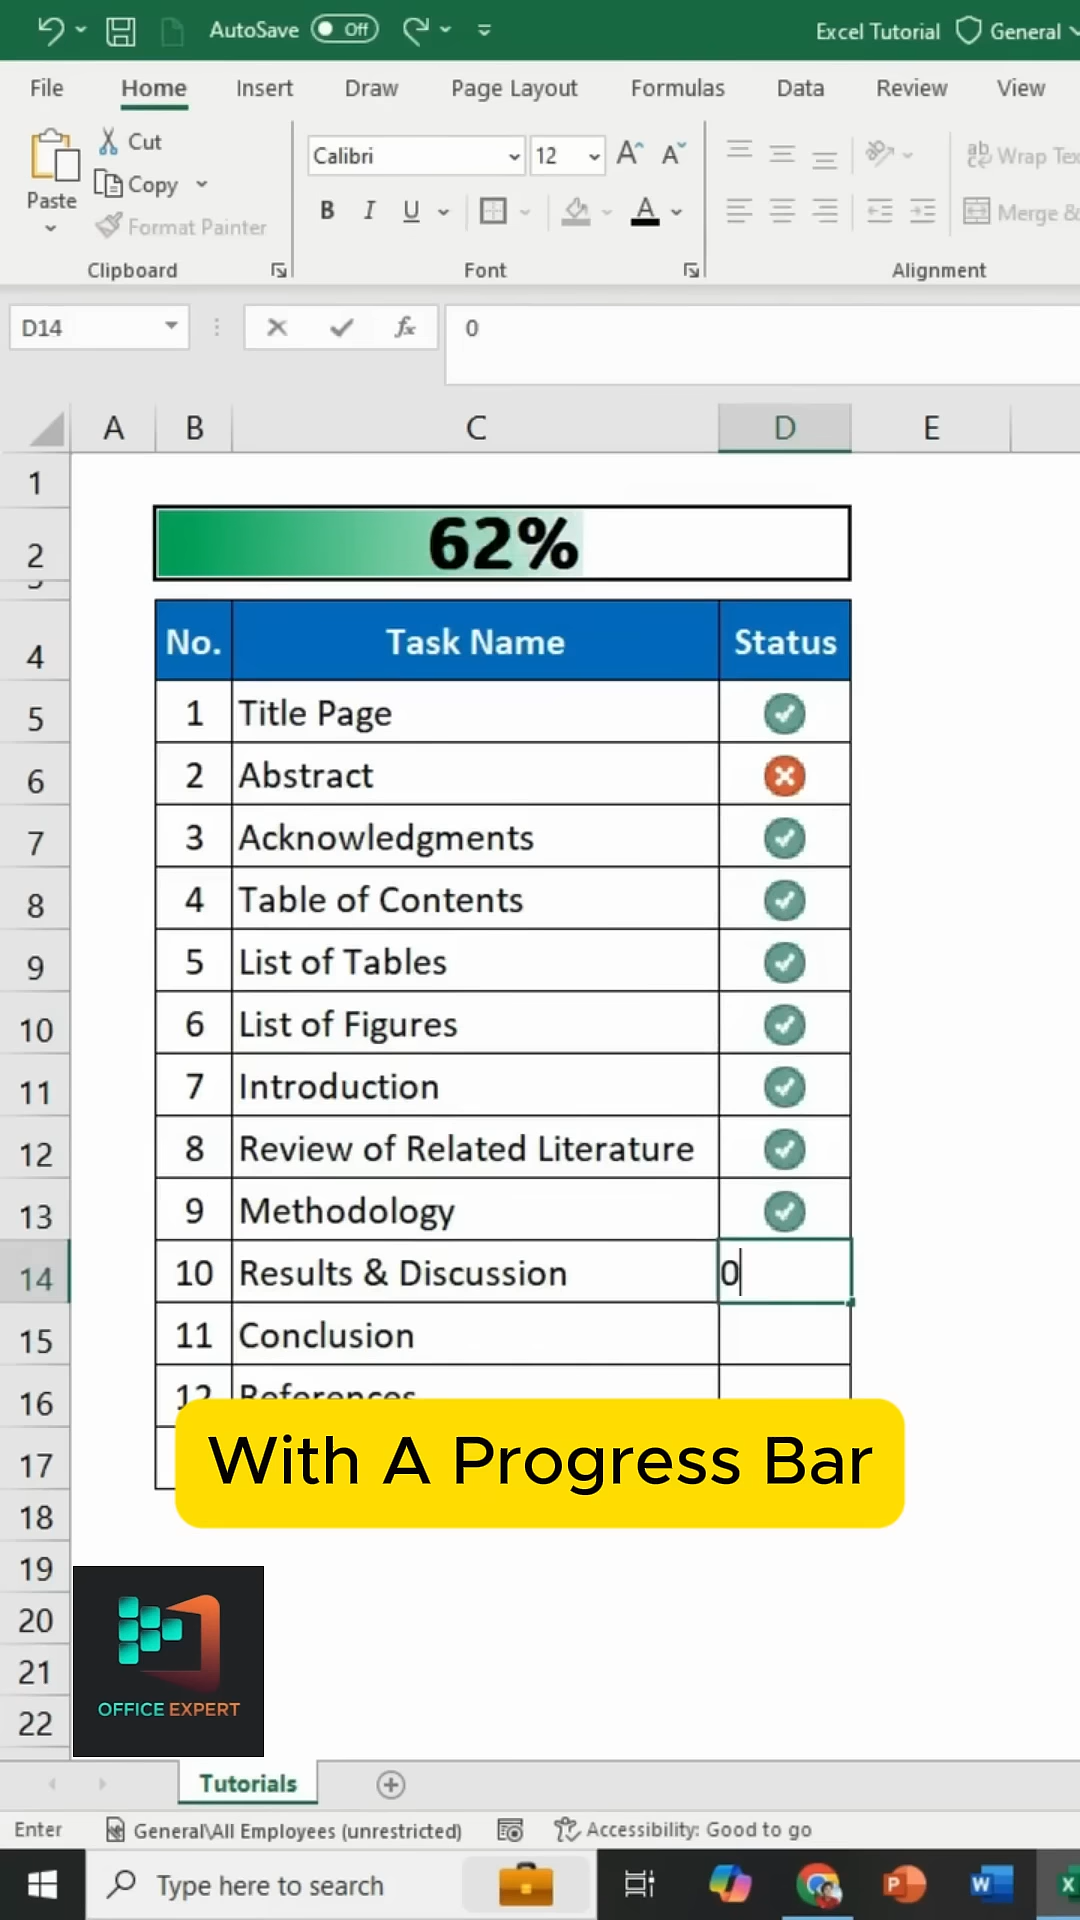 AutoSave Off Excel Tutorial General
File Home Insert Draw Page Layout Formulas Data Review View
Paste Cut Copy Format Painter
Calibri 12 A A
B I U A
ab Wrap Tex
Merge &
Clipboard Font Alignment
D14 fx 0
A B C D E
1
2 62%
4 No. Task Name Status
5 1 Title Page
6 2 Abstract
7 3 Acknowledgments
8 4 Table of Contents
9 5 List of Tables
10 6 List of Figures
11 7 Introduction
12 8 Review of Related Literature
13 9 Methodology
14 10 Results & Discussion 0
15 11 Conclusion
16 12 References
17
With A Progress Bar
18
19
20
21
OFFICE EXPERT
22
Tutorials
Enter General\All Employees (unrestricted) Accessibility: Good to go
Type here to search